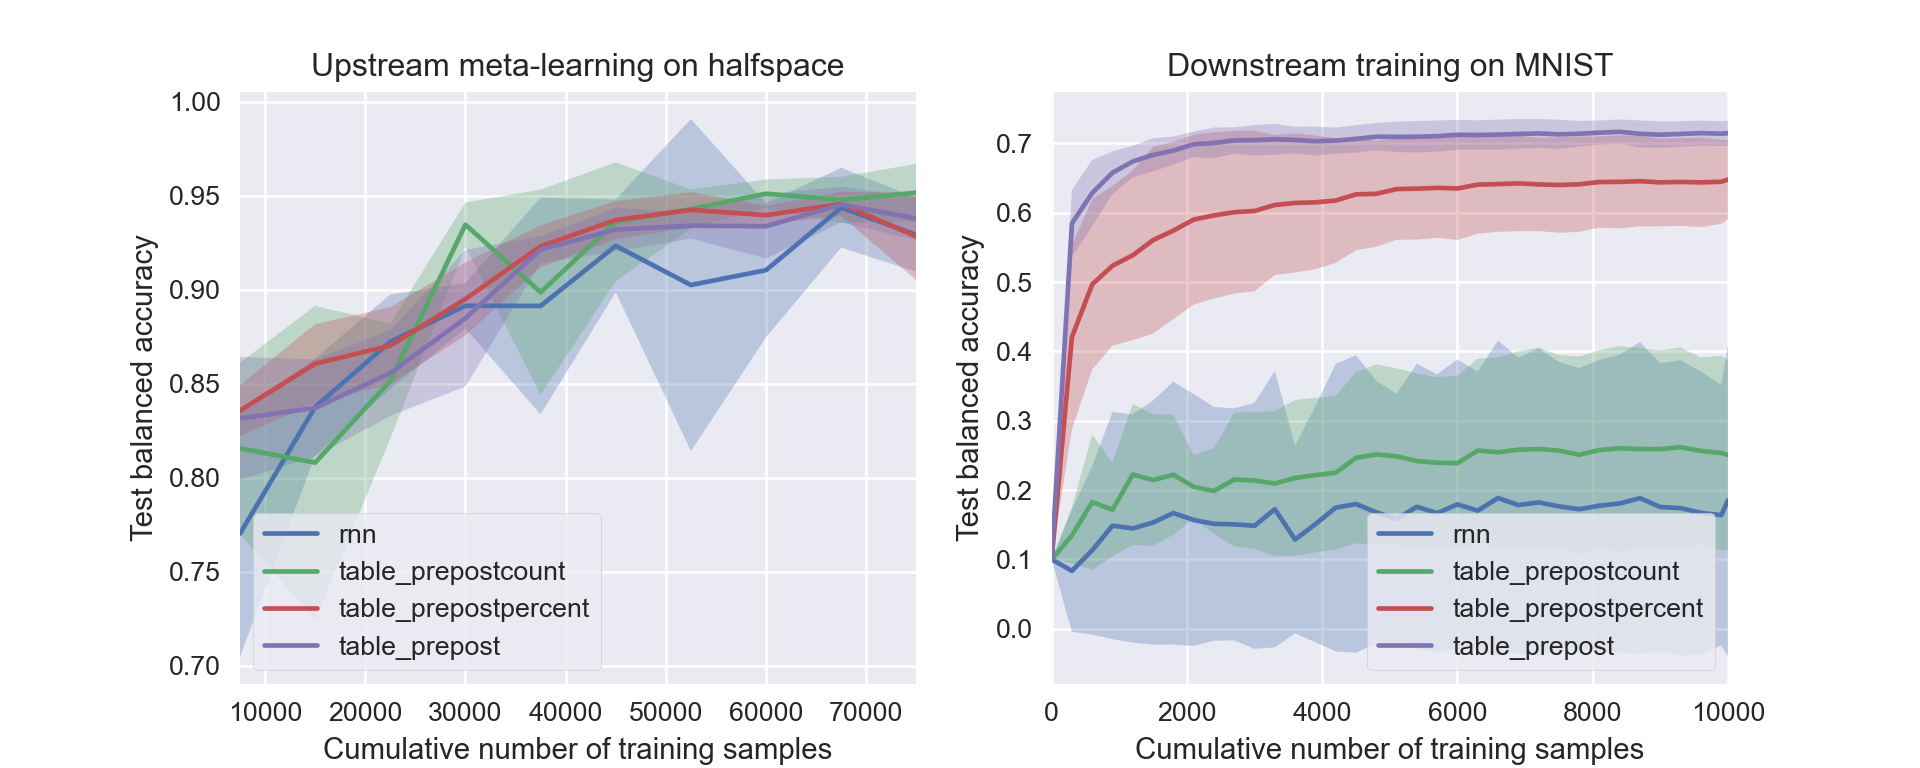 Upstream meta-learning on halfspace
Test balanced accuracy
1.00
0.95
0.90
0.85
0.80
0.75
0.70
rnn
table_prepostcount
table_prepostpercent
table_prepost
10000 20000 30000 40000 50000 60000 70000
Cumulative number of training samples
Downstream training on MNIST
Test balanced accuracy
0.7
0.6
0.5
0.4
0.3
0.2
0.1
0.0
rnn
table_prepostcount
table_prepostpercent
table_prepost
0 2000 4000 6000 8000 10000
Cumulative number of training samples